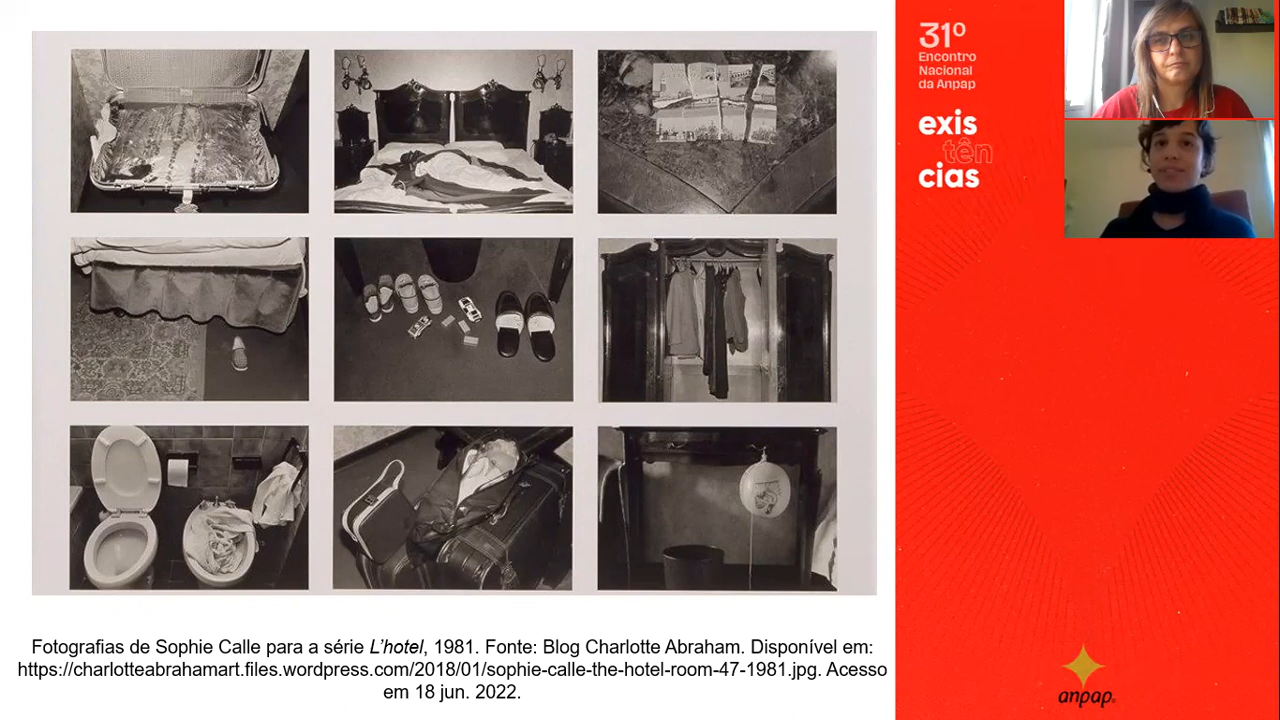 31º
Encontro
Nacional
da Anpap
exis
tên
cias
Fotografias de Sophie Calle para a série L’hotel, 1981. Fonte: Blog Charlotte Abraham. Disponível em:
https://charlotteabrahamart.files.wordpress.com/2018/01/sophie-calle-the-hotel-room-47-1981.jpg. Acesso
em 18 jun. 2022.
anpap